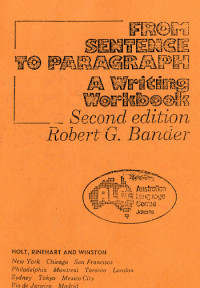 FROM
SENTENCE
TO PARAGRAPH
A Writing
Workbook
Second edition
Robert G. Bander
Australian
Language
Centre
Jakarta
HOLT, RINEHART AND WINSTON
New York Chicago San Francisco
Philadelphia Montreal Toronto London
Sydney Tokyo Mexico City
Rio de Janeiro Madrid